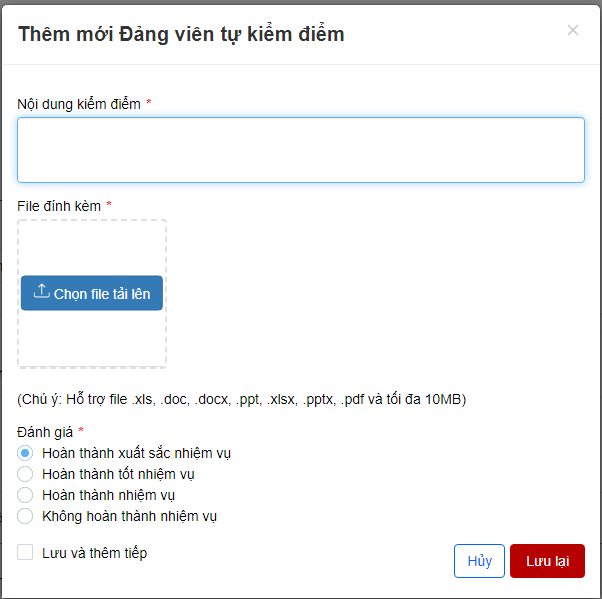 Thêm mới Đảng viên tự kiểm điểm
×
Nội dung kiểm điểm *
File đính kèm *
Chọn file tải lên
(Chú ý: Hỗ trợ file .xls, .doc, .docx, .ppt, .xlsx, .pptx, .pdf và tối đa 10MB)
Đánh giá *
Hoàn thành xuất sắc nhiệm vụ
Hoàn thành tốt nhiệm vụ
Hoàn thành nhiệm vụ
Không hoàn thành nhiệm vụ
Lưu và thêm tiếp
Hủy
Lưu lại